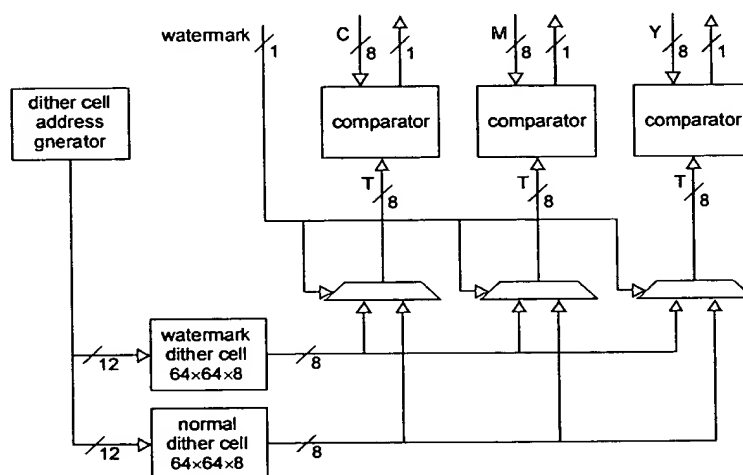 watermark
1
C
8
1
M
8
1
Y
8
1
dither cell
address
gnerator
comparator
comparator
comparator
T
8
T
8
T
8
watermark
dither cell
64×64×8
12
8
normal
dither cell
64×64×8
12
8